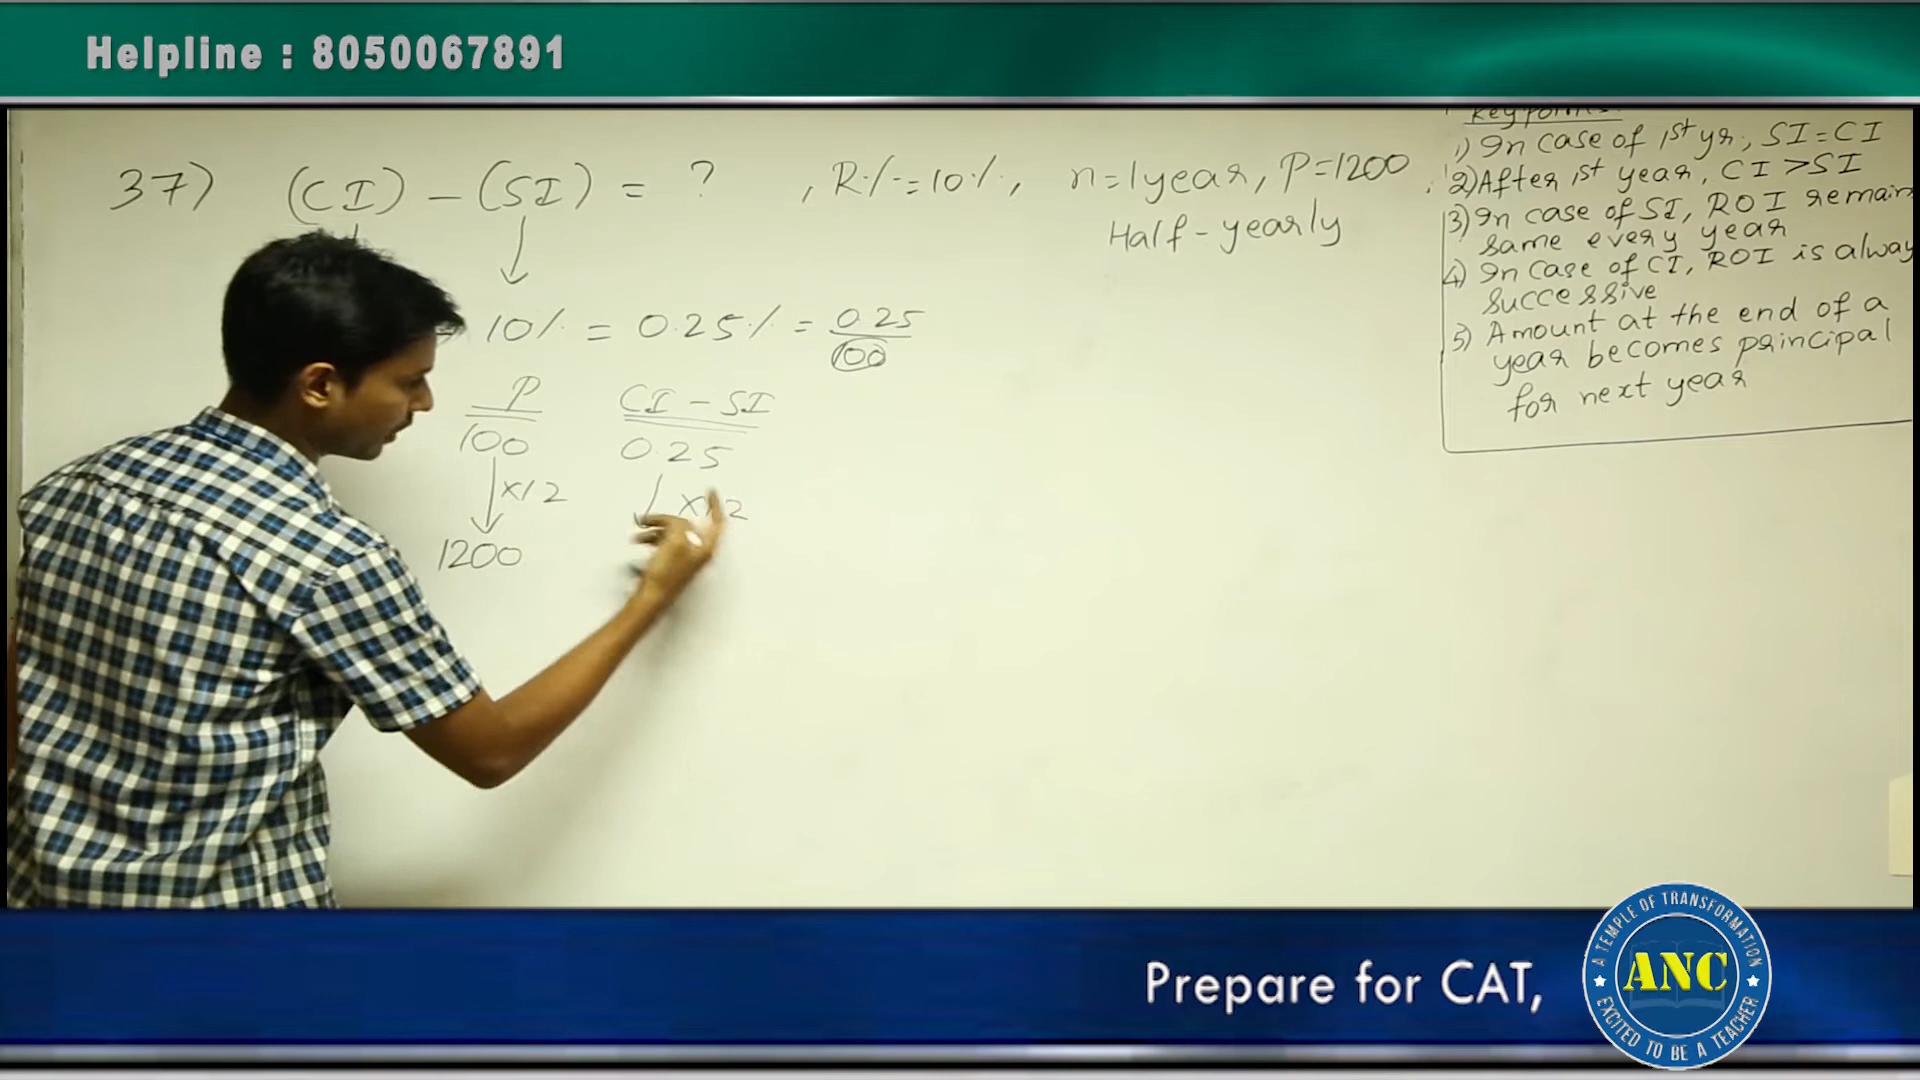 Helpline : 8050067891
37) (CI) - (SI) = ? , R% = 10%, n=1year, P=1200
Half-yearly
10% = 0.25% = 0.25
100
P CI - SI
100 0.25
x12 x12
1200
1) In case of 1st yr, SI=CI
2) After 1st year, CI > SI
3) In case of SI, ROI remain
same every year
4) In case of CI, ROI is alway
successive
5) Amount at the end of a
year becomes principal
for next year
Prepare for CAT,
A TEMPLE OF TRANSFORMATION
ANC
EXCITED TO BE A TEACHER